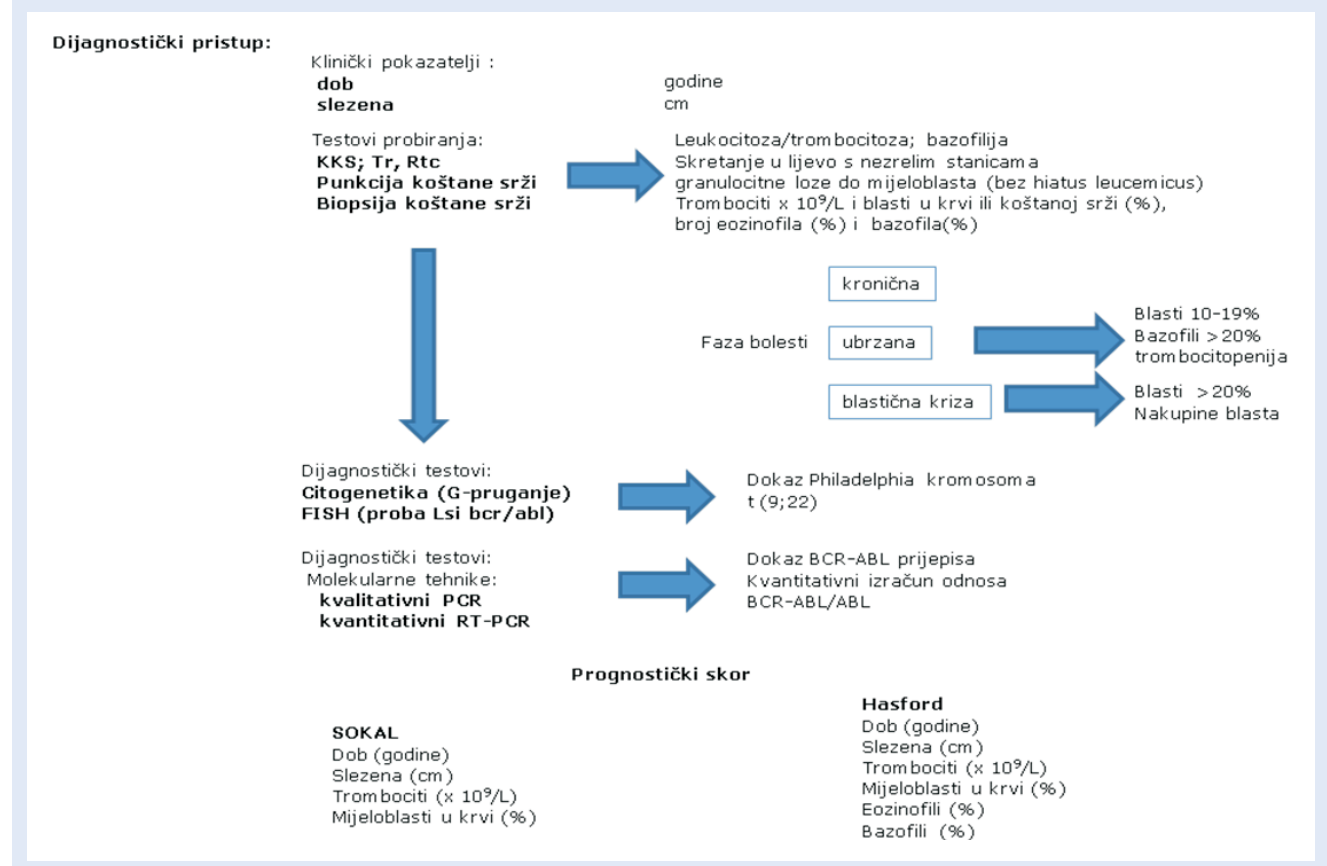 Dijagnostički pristup:
Klinički pokazatelji :
dob godine
slezena cm
Testovi probiranja:
KKS; Tr, Rtc
Punkcija koštane srži
Biopsija koštane srži
Leukocitoza/trombocitoza; bazofilija
Skretanje u lijevo s nezrelim stanicama
granulocitne loze do mijeloblasta (bez hiatus leucemicus)
Trombociti x 10⁹/L i blasti u krvi ili koštanoj srži (%),
broj eozinofila (%) i bazofila(%)
Faza bolesti
kronična
ubrzana
Blasti 10-19%
Bazofili >20%
trombocitopenija
blastična kriza
Blasti >20%
Nakupine blasta
Dijagnostički testovi:
Citogenetika (G-pruganje)
FISH (proba Lsi bcr/abl)
Dokaz Philadelphia kromosoma
t (9;22)
Dijagnostički testovi:
Molekularne tehnike:
kvalitativni PCR
kvantitativni RT-PCR
Dokaz BCR-ABL prijepisa
Kvantitativni izračun odnosa
BCR-ABL/ABL
Prognostički skor
SOKAL
Dob (godine)
Slezena (cm)
Trombociti (x 10⁹/L)
Mijeloblasti u krvi (%)
Hasford
Dob (godine)
Slezena (cm)
Trombociti (x 10⁹/L)
Mijeloblasti u krvi (%)
Eozinofili (%)
Bazofili (%)